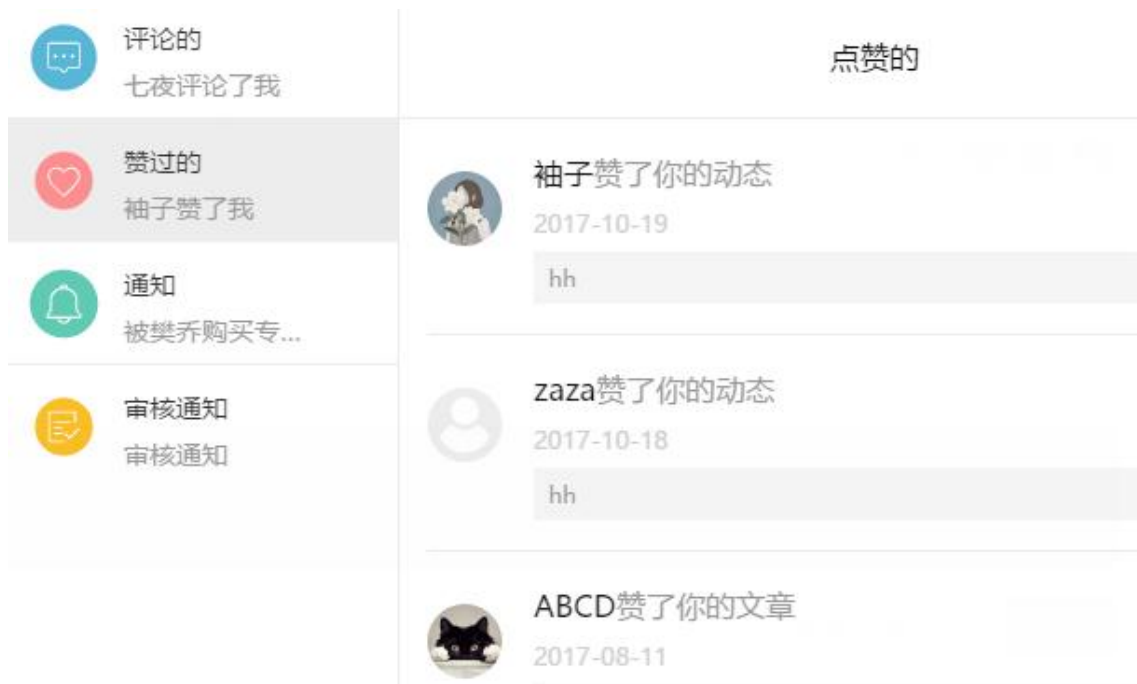 评论的
七夜评论了我
赞过的
袖子赞了我
通知
被樊乔购买专...
审核通知
审核通知
点赞的
袖子赞了你的动态
2017-10-19
hh
zaza赞了你的动态
2017-10-18
hh
ABCD赞了你的文章
2017-08-11